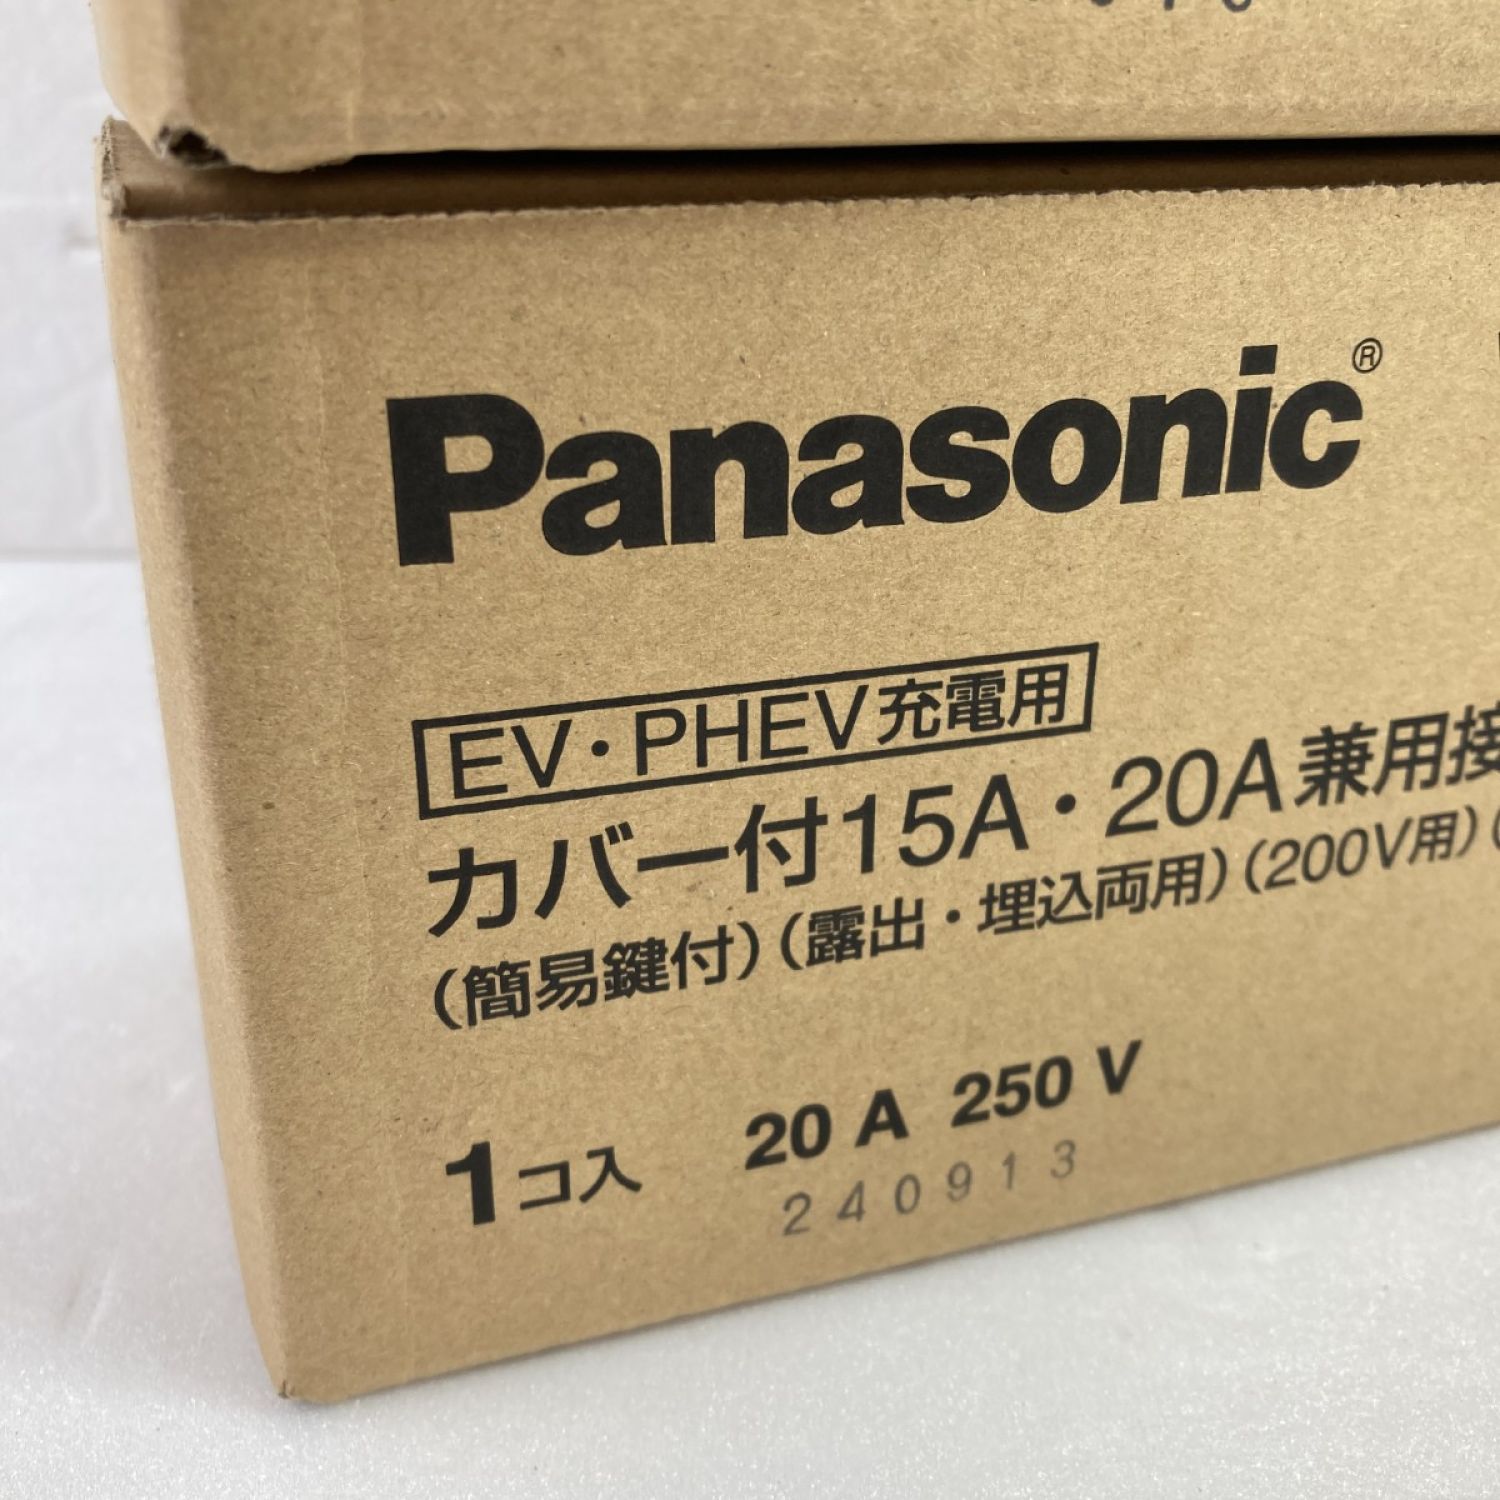 Panasonic®
EV・PHEV充電用
カバー付15A・20A兼用接
(簡易鍵付)(露出・埋込両用)(200V用)(
1コ入 20 A 250 V
240913